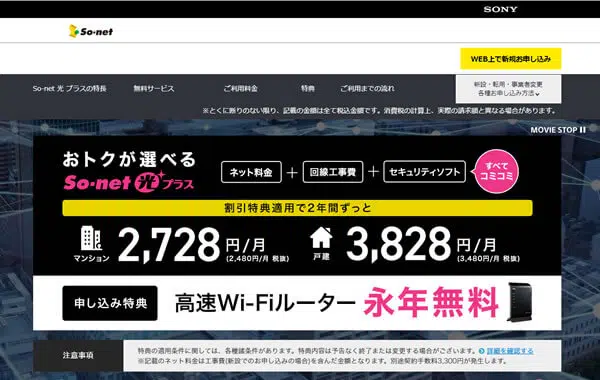 SONY
So-net
WEB上で新規お申し込み
So-net 光 プラスの特長 無料サービス ご利用料金 特典 ご利用までの流れ
新設・転用・事業者変更
各種お申し込み方法
※とくに断りのない限り、記載の金額は全て税込金額です。消費税の計算上、実際の請求額と異なる場合があります。
MOVIE STOP
おトクが選べる
So-net 光 プラス
ネット料金 + 回線工事費 + セキュリティソフト
すべて
コミコミ
割引特典適用で2年間ずっと
マンション 2,728 円/月
(2,480円/月 税抜)
戸建 3,828 円/月
(3,480円/月 税抜)
申し込み特典 高速Wi-Fiルーター 永年無料
注意事項
特典の適用条件に関しては、各種諸条件があります。特典内容は予告なく終了または変更する場合がございます。 詳細を確認する
※記載のネット料金は工事費(新設でのお申し込みの場合)を含んだ金額となります。別途契約手数料3,300円が発生します。